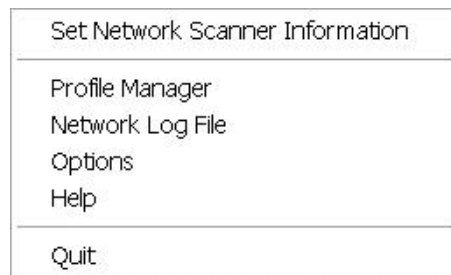 Set Network Scanner Information
Profile Manager
Network Log File
Options
Help
Quit